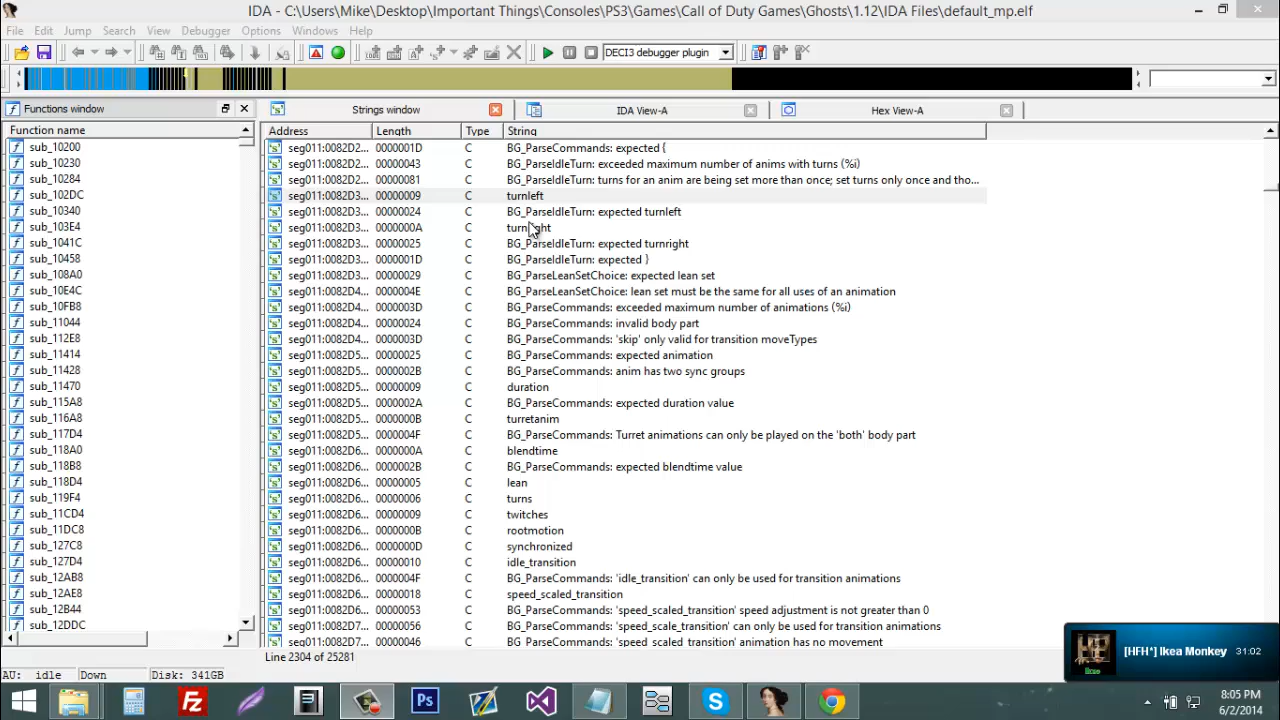 IDA - C:\Users\Mike\Desktop\Important Things\Consoles\PS3\Games\Call of Duty Games\Ghosts\1.12\IDA Files\default_mp.elf
File Edit Jump Search View Debugger Options Windows Help
DECI3 debugger plugin
Functions window
Strings window
IDA View-A
Hex View-A
Function name
Address Length Type String
sub_10200
sub_10230
sub_10284
sub_102DC
sub_10340
sub_103E4
sub_1041C
sub_10458
sub_108A0
sub_10E4C
sub_10FB8
sub_11044
sub_112E8
sub_11414
sub_11428
sub_11470
sub_115A8
sub_116A8
sub_117D4
sub_118A0
sub_118B8
sub_118D4
sub_119F4
sub_11CD4
sub_11DC8
sub_127C8
sub_127D4
sub_12AB8
sub_12AE8
sub_12B44
sub_12DDC
seg011:0082D2... 0000001D C BG_ParseCommands: expected {
seg011:0082D2... 00000043 C BG_ParseIdleTurn: exceeded maximum number of anims with turns (%i)
seg011:0082D2... 00000081 C BG_ParseIdleTurn: turns for an anim are being set more than once; set turns only once and tho...
seg011:0082D3... 00000009 C turnleft
seg011:0082D3... 00000024 C BG_ParseIdleTurn: expected turnleft
seg011:0082D3... 0000000A C turnright
seg011:0082D3... 00000025 C BG_ParseIdleTurn: expected turnright
seg011:0082D3... 0000001D C BG_ParseIdleTurn: expected }
seg011:0082D3... 00000029 C BG_ParseLeanSetChoice: expected lean set
seg011:0082D4... 0000004E C BG_ParseLeanSetChoice: lean set must be the same for all uses of an animation
seg011:0082D4... 0000003D C BG_ParseCommands: exceeded maximum number of animations (%i)
seg011:0082D4... 00000024 C BG_ParseCommands: invalid body part
seg011:0082D4... 0000003D C BG_ParseCommands: 'skip' only valid for transition moveTypes
seg011:0082D4... 00000025 C BG_ParseCommands: expected animation
seg011:0082D5... 0000002B C BG_ParseCommands: anim has two sync groups
seg011:0082D5... 00000009 C duration
seg011:0082D5... 0000002A C BG_ParseCommands: expected duration value
seg011:0082D5... 0000000B C turretanim
seg011:0082D5... 0000004F C BG_ParseCommands: Turret animations can only be played on the 'both' body part
seg011:0082D6... 0000000A C blendtime
seg011:0082D6... 0000002B C BG_ParseCommands: expected blendtime value
seg011:0082D6... 00000005 C lean
seg011:0082D6... 00000006 C turns
seg011:0082D6... 00000009 C twitches
seg011:0082D6... 0000000B C rootmotion
seg011:0082D6... 0000000D C synchronized
seg011:0082D6... 00000010 C idle_transition
seg011:0082D6... 0000004F C BG_ParseCommands: 'idle_transition' can only be used for transition animations
seg011:0082D6... 00000018 C speed_scaled_transition
seg011:0082D6... 00000053 C BG_ParseCommands: 'speed_scaled_transition' speed adjustment is not greater than 0
seg011:0082D7... 00000056 C BG_ParseCommands: 'speed_scale_transition' can only be used for transition animations
seg011:0082D7... 00000046 C BG_ParseCommands: 'speed_scaled_transition' animation has no movement
Line 2304 of 25281
AU: idle Down Disk: 341GB
[HFH*] Ikea Monkey 31:02
8:05 PM
6/2/2014